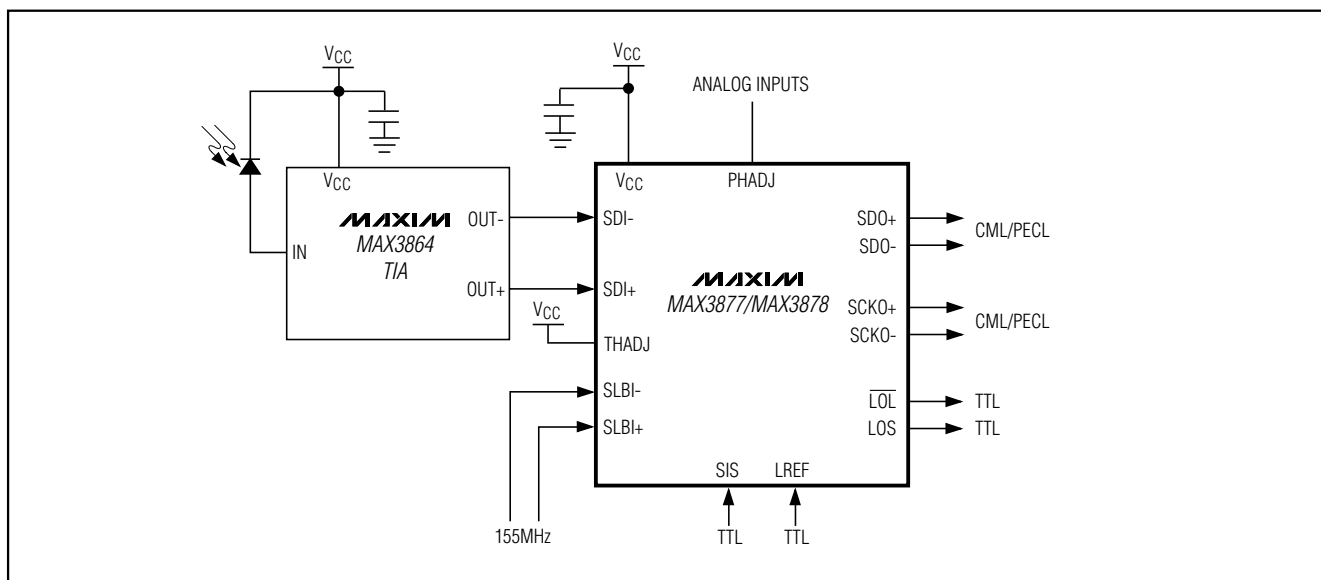 VCC
VCC
ANALOG INPUTS
VCC
VCC
PHADJ
MAXIM
MAX3864
TIA
IN
OUT-
OUT+
SDI-
SDI+
VCC
THADJ
SLBI-
SLBI+
MAXIM
MAX3877/MAX3878
SDO+
SDO-
CML/PECL
SCKO+
SCKO-
CML/PECL
LOL
TTL
LOS
TTL
SIS
LREF
155MHz
TTL
TTL